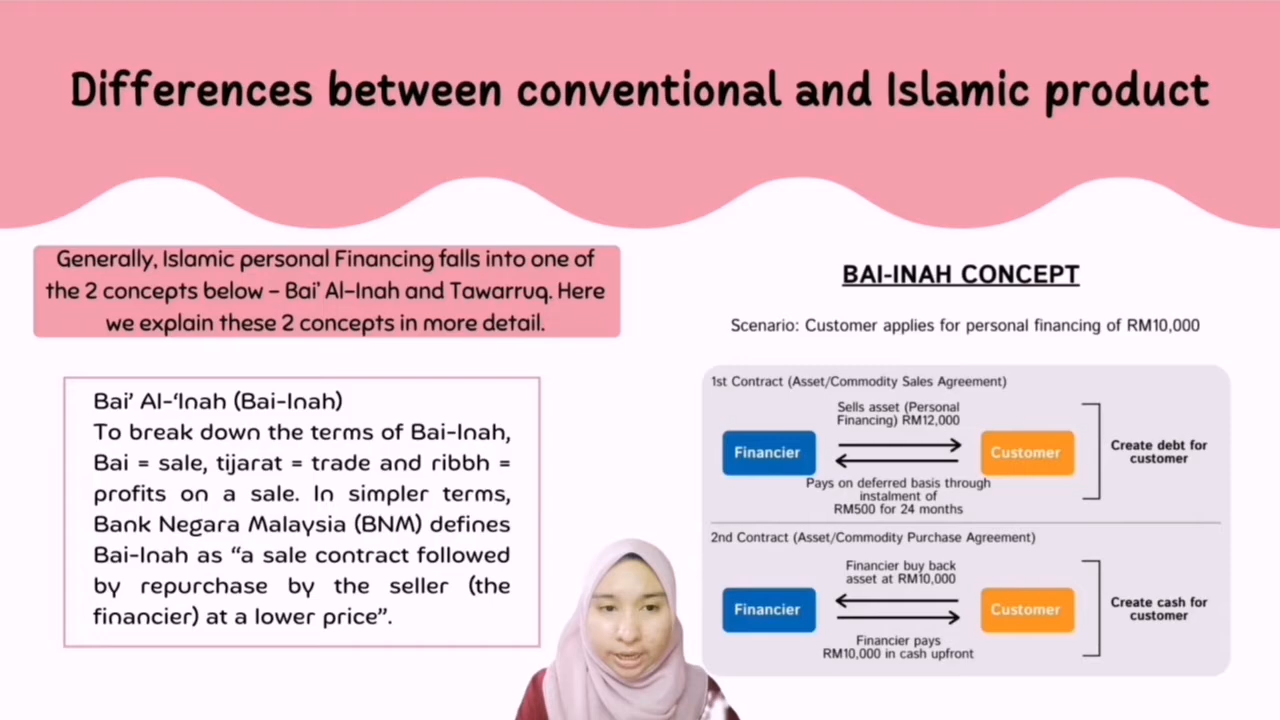 Differences between conventional and Islamic product
Generally, Islamic personal Financing falls into one of
the 2 concepts below – Bai’ Al–Inah and Tawarruq. Here
we explain these 2 concepts in more detail.
Bai’ Al-‘Inah (Bai-Inah)
To break down the terms of Bai-Inah,
Bai = sale, tijarat = trade and ribbh =
profits on a sale. In simpler terms,
Bank Negara Malaysia (BNM) defines
Bai-Inah as “a sale contract followed
by repurchase by the seller (the
financier) at a lower price”.
BAI-INAH CONCEPT
Scenario: Customer applies for personal financing of RM10,000
1st Contract (Asset/Commodity Sales Agreement)
Sells asset (Personal
Financing) RM12,000
Financier
Customer
Pays on deferred basis through
instalment of
RM500 for 24 months
Create debt for
customer
2nd Contract (Asset/Commodity Purchase Agreement)
Financier buy back
asset at RM10,000
Financier
Customer
Financier pays
RM10,000 in cash upfront
Create cash for
customer